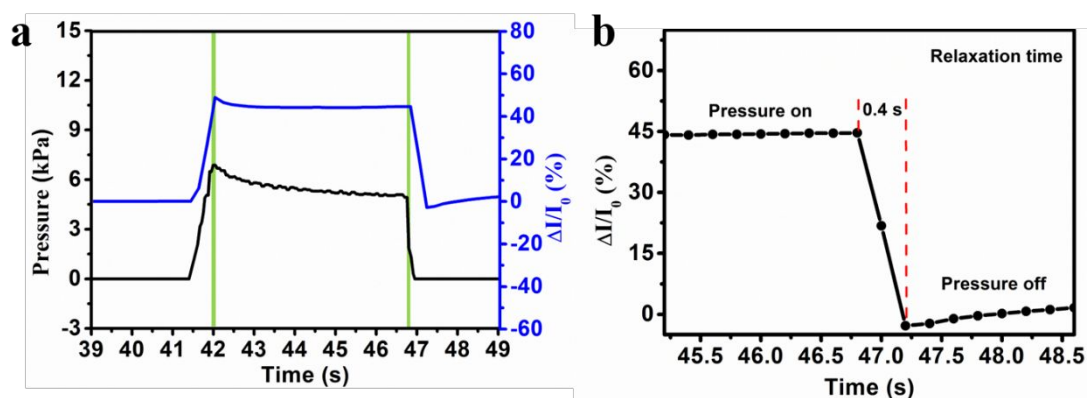 a
Pressure (kPa)
15
12
9
6
3
0
-3
80
60
40
20
0
-20
-40
-60
ΔI/I₀ (%)
39 40 41 42 43 44 45 46 47 48 49
Time (s)
b
ΔI/I₀ (%)
60
45
30
15
0
Relaxation time
Pressure on
0.4 s
Pressure off
45.5 46.0 46.5 47.0 47.5 48.0 48.5
Time (s)